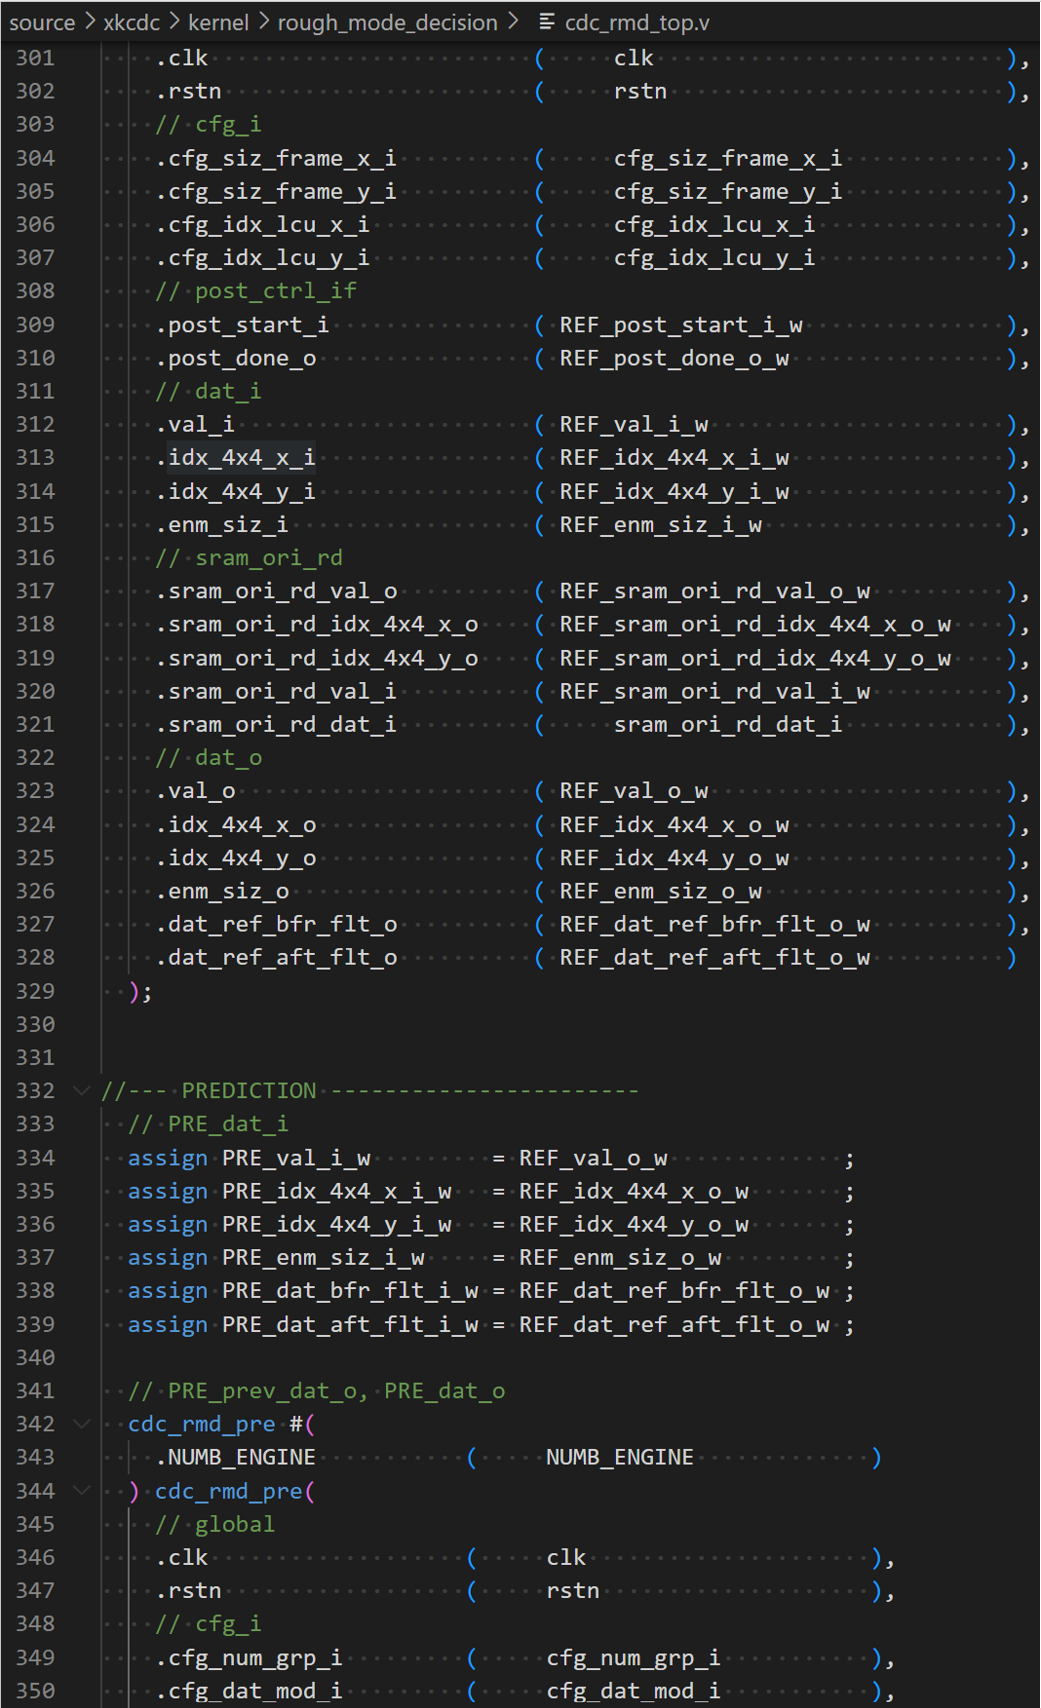 source > xkcdc > kernel > rough_mode_decision > cdc_rmd_top.v
301 .clk ( clk ),
302 .rstn ( rstn ),
303 // cfg_i
304 .cfg_siz_frame_x_i ( cfg_siz_frame_x_i ),
305 .cfg_siz_frame_y_i ( cfg_siz_frame_y_i ),
306 .cfg_idx_lcu_x_i ( cfg_idx_lcu_x_i ),
307 .cfg_idx_lcu_y_i ( cfg_idx_lcu_y_i ),
308 // post_ctrl_if
309 .post_start_i ( REF_post_start_i_w ),
310 .post_done_o ( REF_post_done_o_w ),
311 // dat_i
312 .val_i ( REF_val_i_w ),
313 .idx_4x4_x_i ( REF_idx_4x4_x_i_w ),
314 .idx_4x4_y_i ( REF_idx_4x4_y_i_w ),
315 .enm_siz_i ( REF_enm_siz_i_w ),
316 // sram_ori_rd
317 .sram_ori_rd_val_o ( REF_sram_ori_rd_val_o_w ),
318 .sram_ori_rd_idx_4x4_x_o ( REF_sram_ori_rd_idx_4x4_x_o_w ),
319 .sram_ori_rd_idx_4x4_y_o ( REF_sram_ori_rd_idx_4x4_y_o_w ),
320 .sram_ori_rd_val_i ( REF_sram_ori_rd_val_i_w ),
321 .sram_ori_rd_dat_i ( sram_ori_rd_dat_i ),
322 // dat_o
323 .val_o ( REF_val_o_w ),
324 .idx_4x4_x_o ( REF_idx_4x4_x_o_w ),
325 .idx_4x4_y_o ( REF_idx_4x4_y_o_w ),
326 .enm_siz_o ( REF_enm_siz_o_w ),
327 .dat_ref_bfr_flt_o ( REF_dat_ref_bfr_flt_o_w ),
328 .dat_ref_aft_flt_o ( REF_dat_ref_aft_flt_o_w )
329 );
330
331
332 //--- PREDICTION -----------------------
333 // PRE_dat_i
334 assign PRE_val_i_w = REF_val_o_w ;
335 assign PRE_idx_4x4_x_i_w = REF_idx_4x4_x_o_w ;
336 assign PRE_idx_4x4_y_i_w = REF_idx_4x4_y_o_w ;
337 assign PRE_enm_siz_i_w = REF_enm_siz_o_w ;
338 assign PRE_dat_bfr_flt_i_w = REF_dat_ref_bfr_flt_o_w ;
339 assign PRE_dat_aft_flt_i_w = REF_dat_ref_aft_flt_o_w ;
340
341 // PRE_prev_dat_o, PRE_dat_o
342 cdc_rmd_pre #(
343 .NUMB_ENGINE ( NUMB_ENGINE )
344 ) cdc_rmd_pre(
345 // global
346 .clk ( clk ),
347 .rstn ( rstn ),
348 // cfg_i
349 .cfg_num_grp_i ( cfg_num_grp_i ),
350 .cfg_dat_mod_i ( cfg_dat_mod_i ),